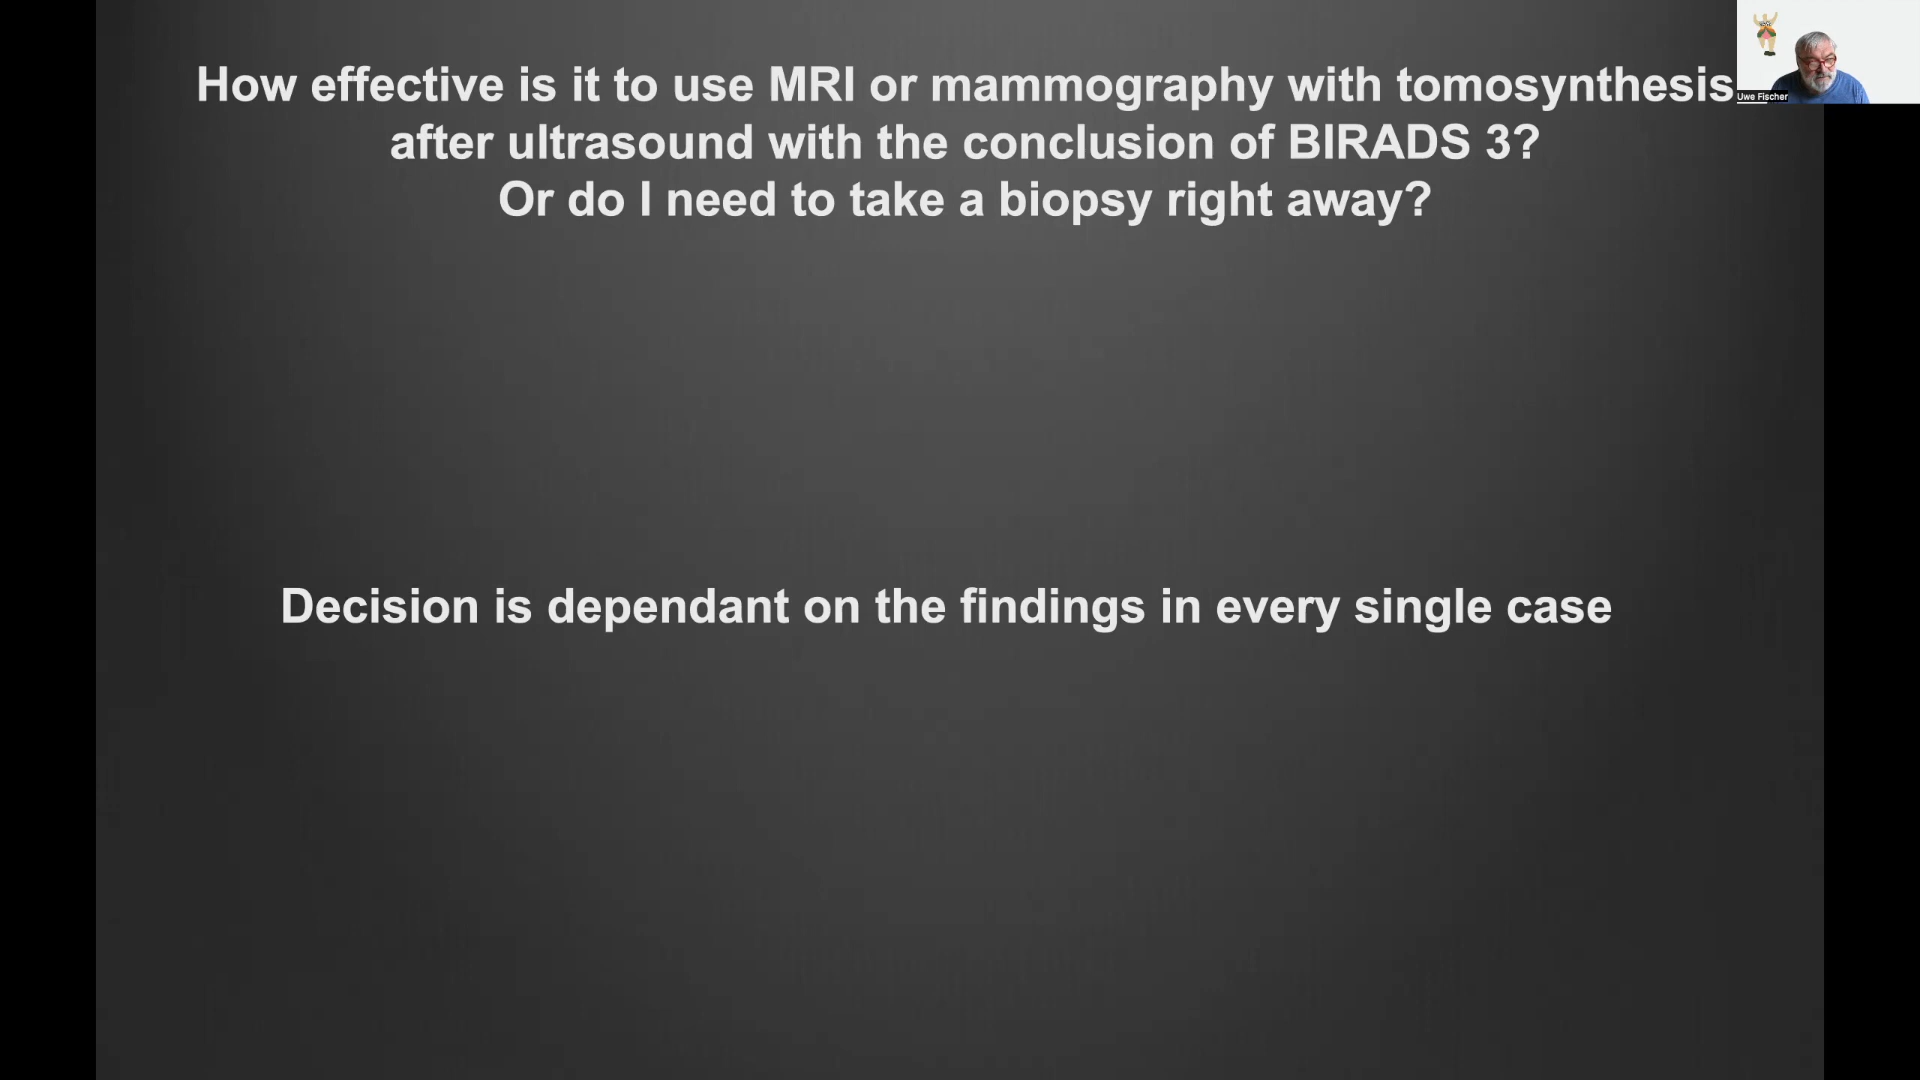 How effective is it to use MRI or mammography with tomosynthesis
after ultrasound with the conclusion of BIRADS 3?
Or do I need to take a biopsy right away?
Uwe Fischer
Decision is dependant on the findings in every single case